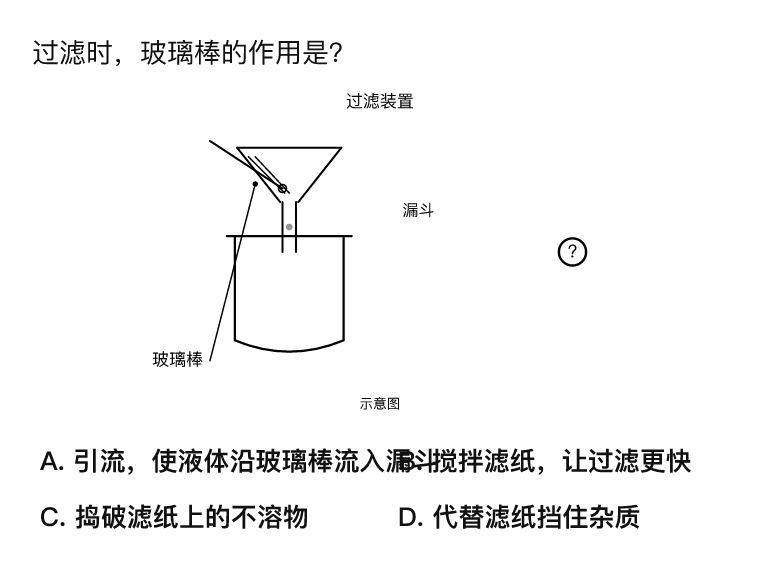 过滤时，玻璃棒的作用是？
过滤装置
漏斗
?
玻璃棒
示意图
A. 引流，使液体沿玻璃棒流入漏斗
B. 搅拌滤纸，让过滤更快
C. 捣破滤纸上的不溶物
D. 代替滤纸挡住杂质